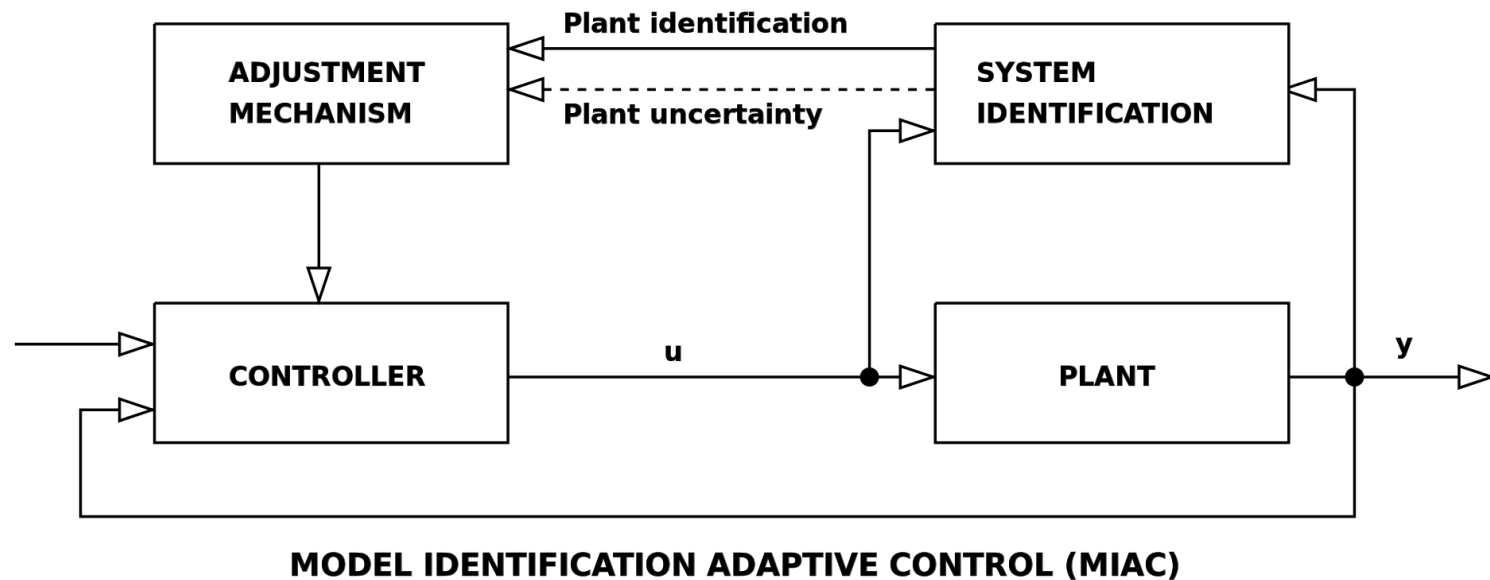 Plant identification
ADJUSTMENT
MECHANISM
SYSTEM
IDENTIFICATION
Plant uncertainty
u
y
CONTROLLER
PLANT
MODEL IDENTIFICATION ADAPTIVE CONTROL (MIAC)